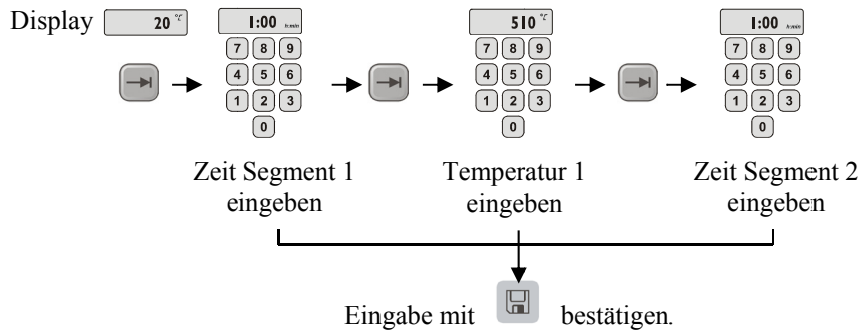 Display 20 °C 1:00 h:min 510 °C 1:00 h:min
7 8 9 7 8 9 7 8 9
4 5 6 4 5 6 4 5 6
1 2 3 1 2 3 1 2 3
0 0 0
Zeit Segment 1 Temperatur 1 Zeit Segment 2
eingeben eingeben eingeben
Eingabe mit bestätigen.